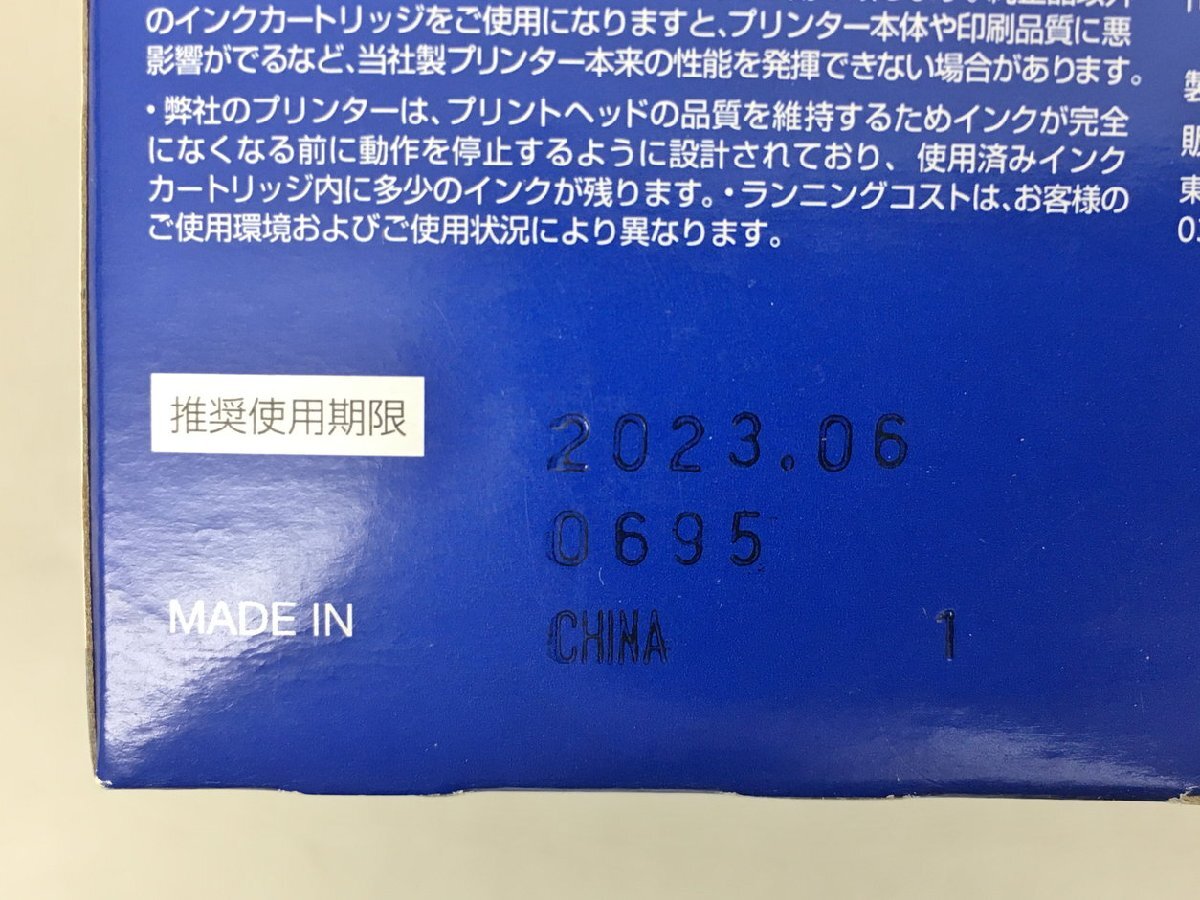 のインクカートリッジをご使用になりますと、プリンター本体や印刷品質に悪
影響がでるなど、当社製プリンター本来の性能を発揮できない場合があります。
・弊社のプリンターは、プリントヘッドの品質を維持するためインクが完全
になくなる前に動作を停止するように設計されており、使用済みインク
カートリッジ内に多少のインクが残ります。・ランニングコストは、お客様の
ご使用環境およびご使用状況により異なります。
製
販
東
推奨使用期限
2023.06
0695
MADE IN
CHINA 1